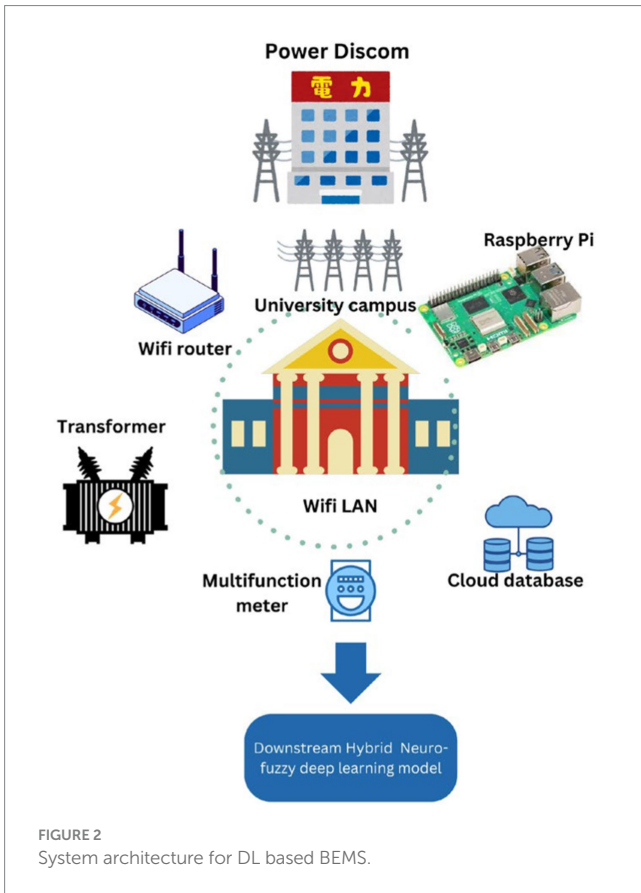 Power Discom
電力
Raspberry Pi
University campus
Wifi router
Transformer
Wifi LAN
Multifunction
meter
Cloud database
Downstream Hybrid Neuro-
fuzzy deep learning model
FIGURE 2
System architecture for DL based BEMS.